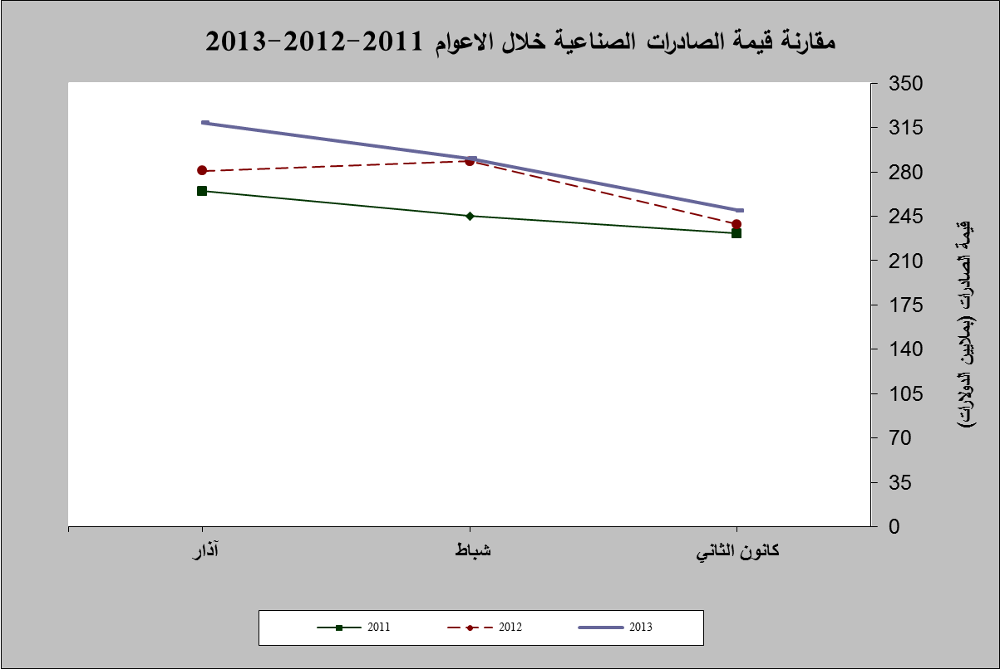 مقارنة قيمة الصادرات الصناعية خلال الاعوام 2011-2012-2013
350
315
280
245
210
175
140
105
70
35
0
قيمة الصادرات (بملايين الدولارات)
كانون الثاني
شباط
آذار
2011
2012
2013